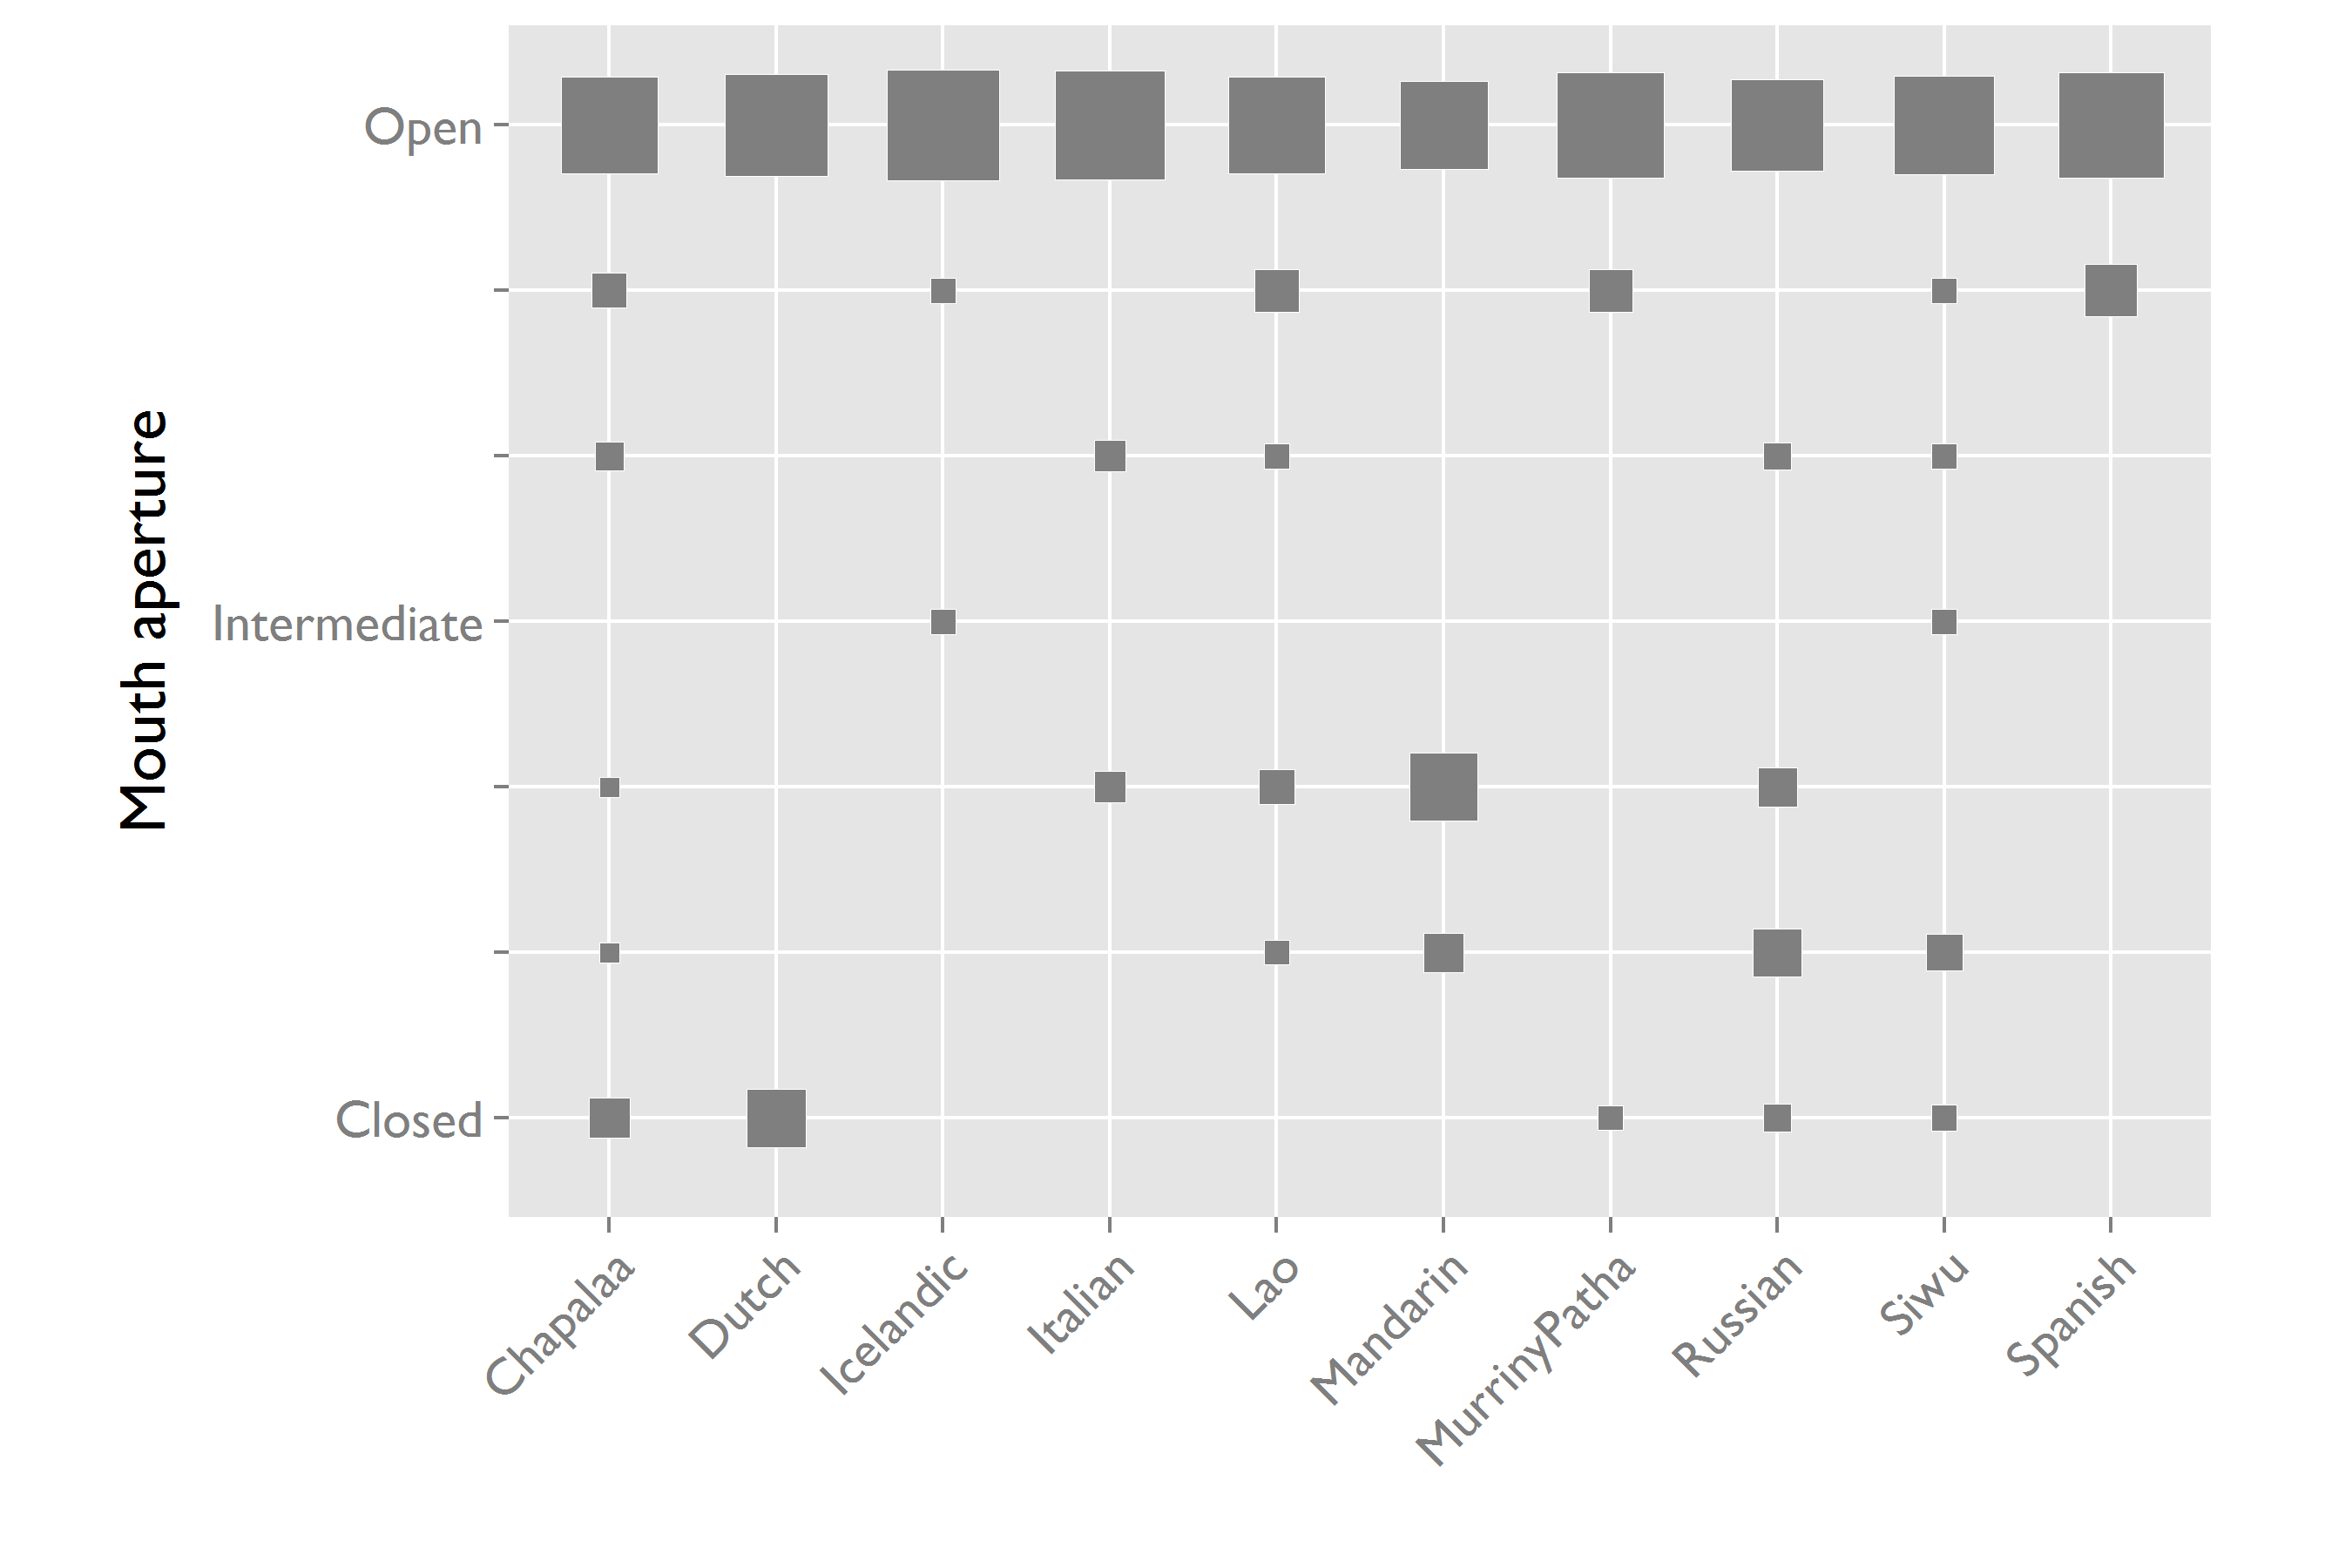 Mouth aperture
Open
Intermediate
Closed
Chapalaa
Dutch
Icelandic
Italian
Lao
Mandarin
MurrinyPatha
Russian
Siwu
Spanish